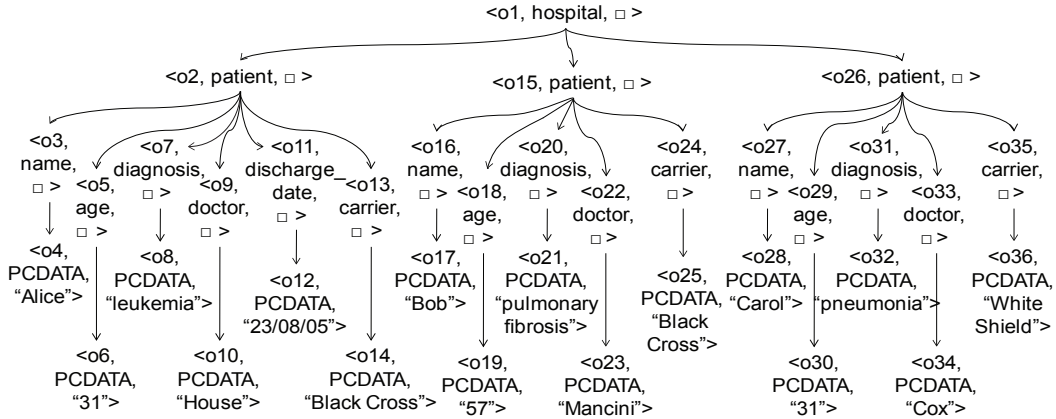 <o1, hospital, □ >
<o2, patient, □ >
<o15, patient, □ >
<o26, patient, □ >
<o3,
name,
□ >
<o5,
age,
□ >
<o7,
diagnosis,
□ >
<o9,
doctor,
□ >
<o11,
discharge_
date,
□ >
<o13,
carrier,
□ >
<o16,
name,
□ >
<o18,
age,
□ >
<o20,
diagnosis,
□ >
<o22,
doctor,
□ >
<o24,
carrier,
□ >
<o27,
name,
□ >
<o29,
age,
□ >
<o31,
diagnosis,
□ >
<o33,
doctor,
□ >
<o35,
carrier,
□ >
<o4,
PCDATA,
“Alice”>
<o8,
PCDATA,
“leukemia”>
<o12,
PCDATA,
“23/08/05”>
<o17,
PCDATA,
“Bob”>
<o21,
PCDATA,
“pulmonary
fibrosis”>
<o25,
PCDATA,
“Black
Cross”>
<o28,
PCDATA,
“Carol”>
<o32,
PCDATA,
“pneumonia”>
<o36,
PCDATA,
“White
Shield”>
<o6,
PCDATA,
“31”>
<o10,
PCDATA,
“House”>
<o14,
PCDATA,
“Black Cross”>
<o19,
PCDATA,
“57”>
<o23,
PCDATA,
“Mancini”>
<o30,
PCDATA,
“31”>
<o34,
PCDATA,
“Cox”>